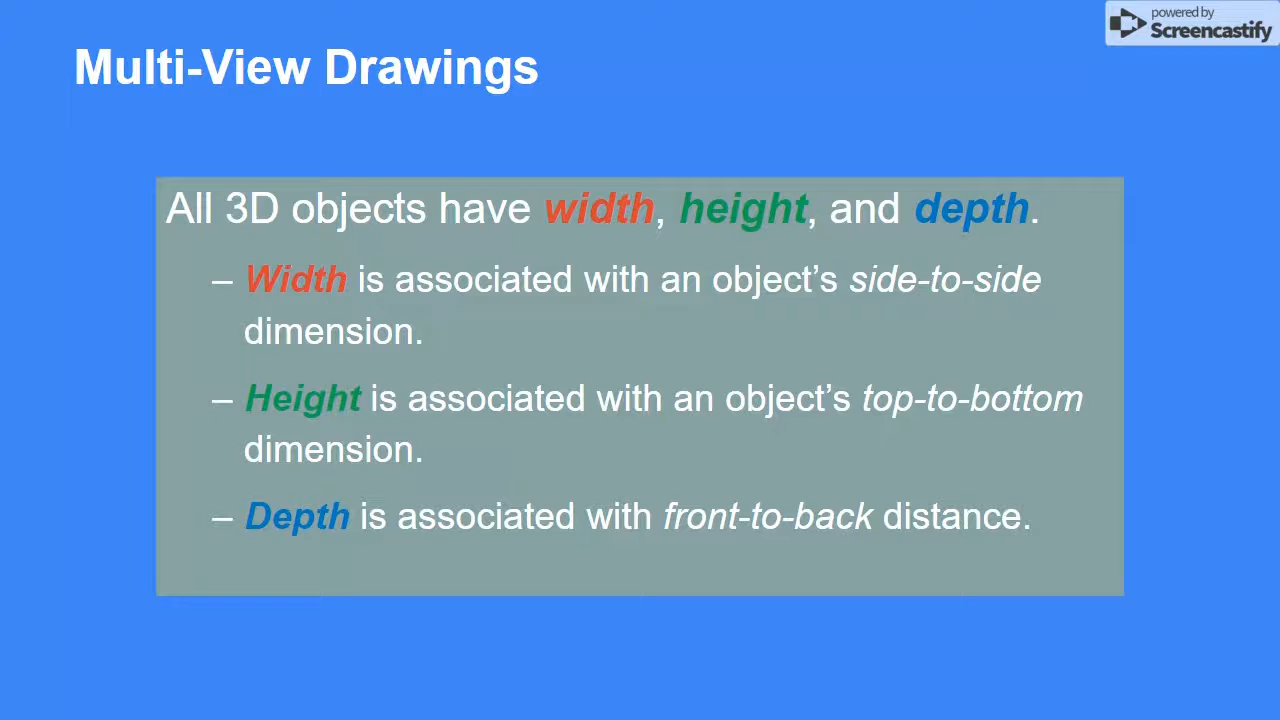 powered by
Screencastify
Multi-View Drawings
All 3D objects have width, height, and depth.
– Width is associated with an object’s side-to-side
dimension.
– Height is associated with an object’s top-to-bottom
dimension.
– Depth is associated with front-to-back distance.